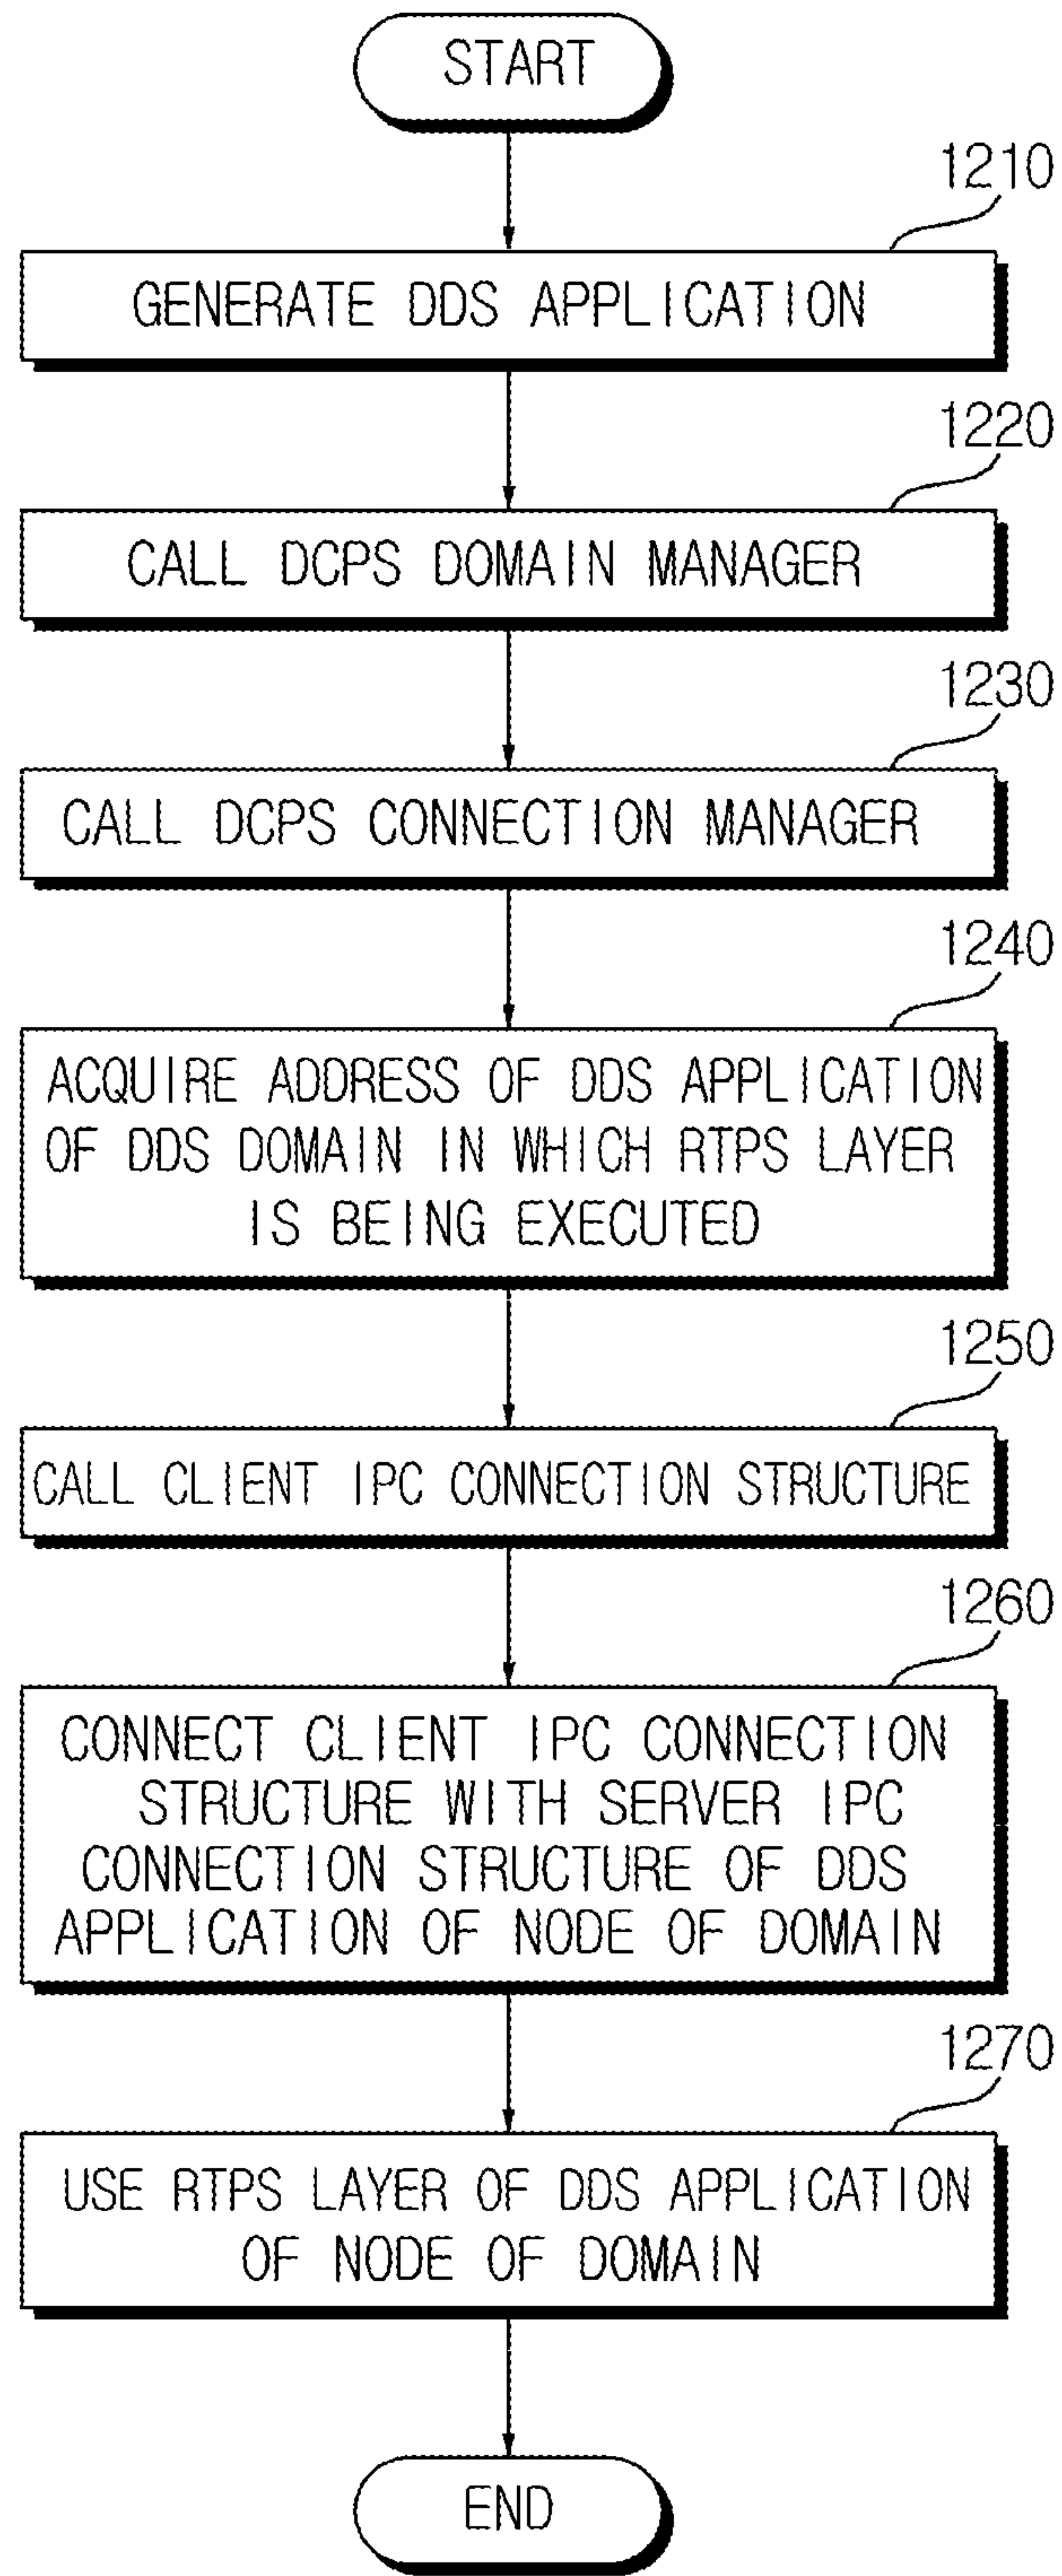 START
1210
GENERATE DDS APPLICATION
1220
CALL DCPS DOMAIN MANAGER
1230
CALL DCPS CONNECTION MANAGER
1240
ACQUIRE ADDRESS OF DDS APPLICATION
OF DDS DOMAIN IN WHICH RTPS LAYER
IS BEING EXECUTED
1250
CALL CLIENT IPC CONNECTION STRUCTURE
1260
CONNECT CLIENT IPC CONNECTION
STRUCTURE WITH SERVER IPC
CONNECTION STRUCTURE OF DDS
APPLICATION OF NODE OF DOMAIN
1270
USE RTPS LAYER OF DDS APPLICATION
OF NODE OF DOMAIN
END